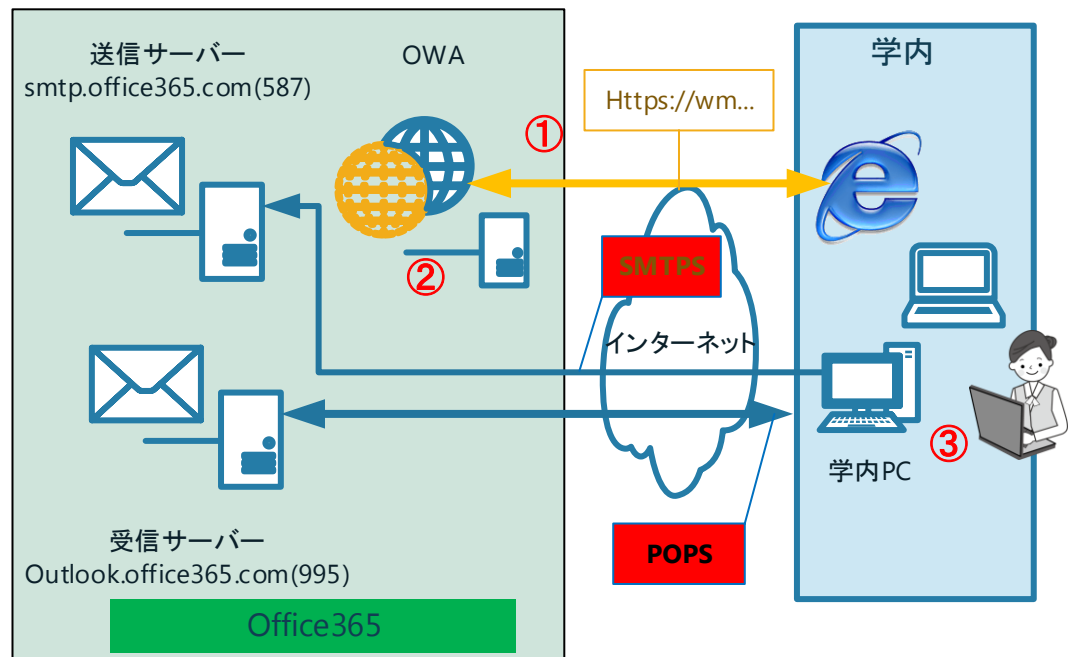 送信サーバー
smtp.office365.com(587)
OWA
学内
Https://wm...
①
SMTPS
②
インターネット
③
学内PC
受信サーバー
Outlook.office365.com(995)
POPS
Office365